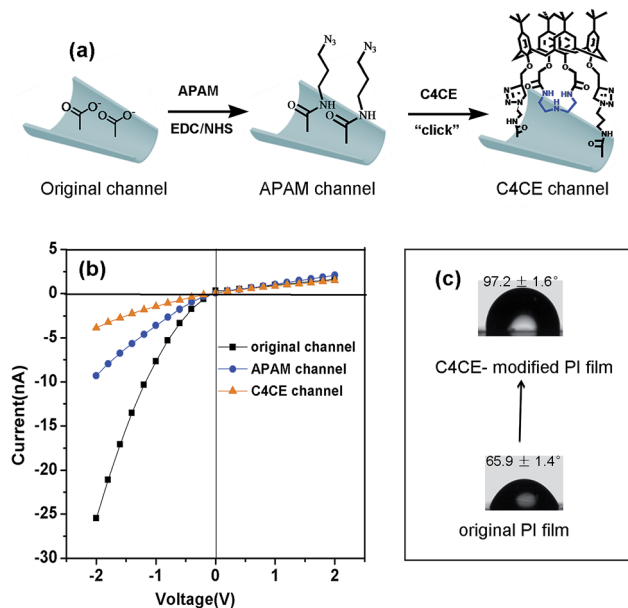 (a)
N₃
N₃
APAM
EDC/NHS
C4CE
"click"
O
O⁻
O
O⁻
O
NH
O
NH
O
O
O
O
O
O
NH
HN
N
H
N
N
N
N
N
N
NH
O
NH
O
Original channel
APAM channel
C4CE channel
(b)
Current(nA)
5
0
-5
-10
-15
-20
-25
-30
original channel
APAM channel
C4CE channel
-2
-1
0
1
2
Voltage(V)
(c)
97.2 ± 1.6°
C4CE- modified PI film
65.9 ± 1.4°
original PI film